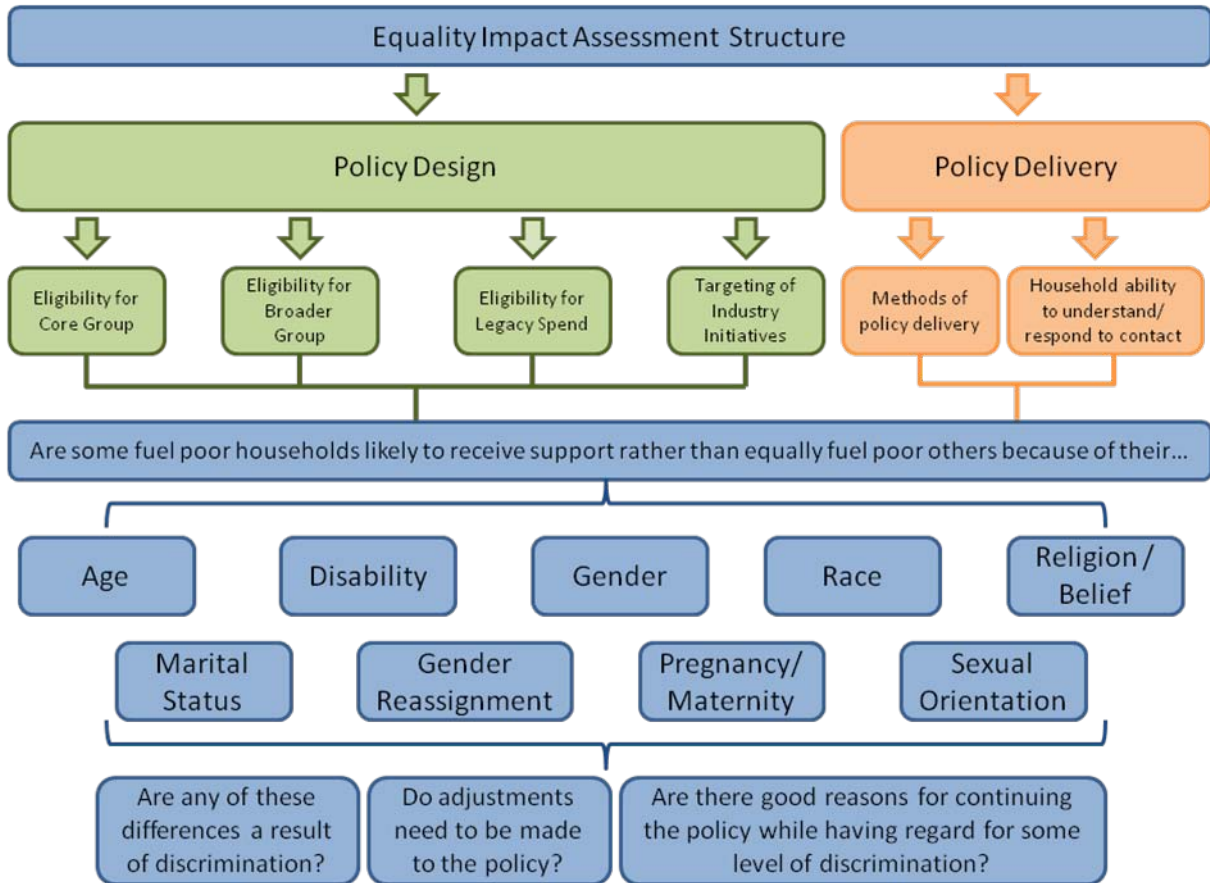 Equality Impact Assessment Structure
Policy Design
Policy Delivery
Eligibility for
Core Group
Eligibility for
Broader
Group
Eligibility for
Legacy Spend
Targeting of
Industry
Initiatives
Methods of
policy delivery
Household ability
to understand/
respond to contact
Are some fuel poor households likely to receive support rather than equally fuel poor others because of their...
Age
Disability
Gender
Race
Religion /
Belief
Marital
Status
Gender
Reassignment
Pregnancy/
Maternity
Sexual
Orientation
Are any of these
differences a result
of discrimination?
Do adjustments
need to be made
to the policy?
Are there good reasons for continuing
the policy while having regard for some
level of discrimination?